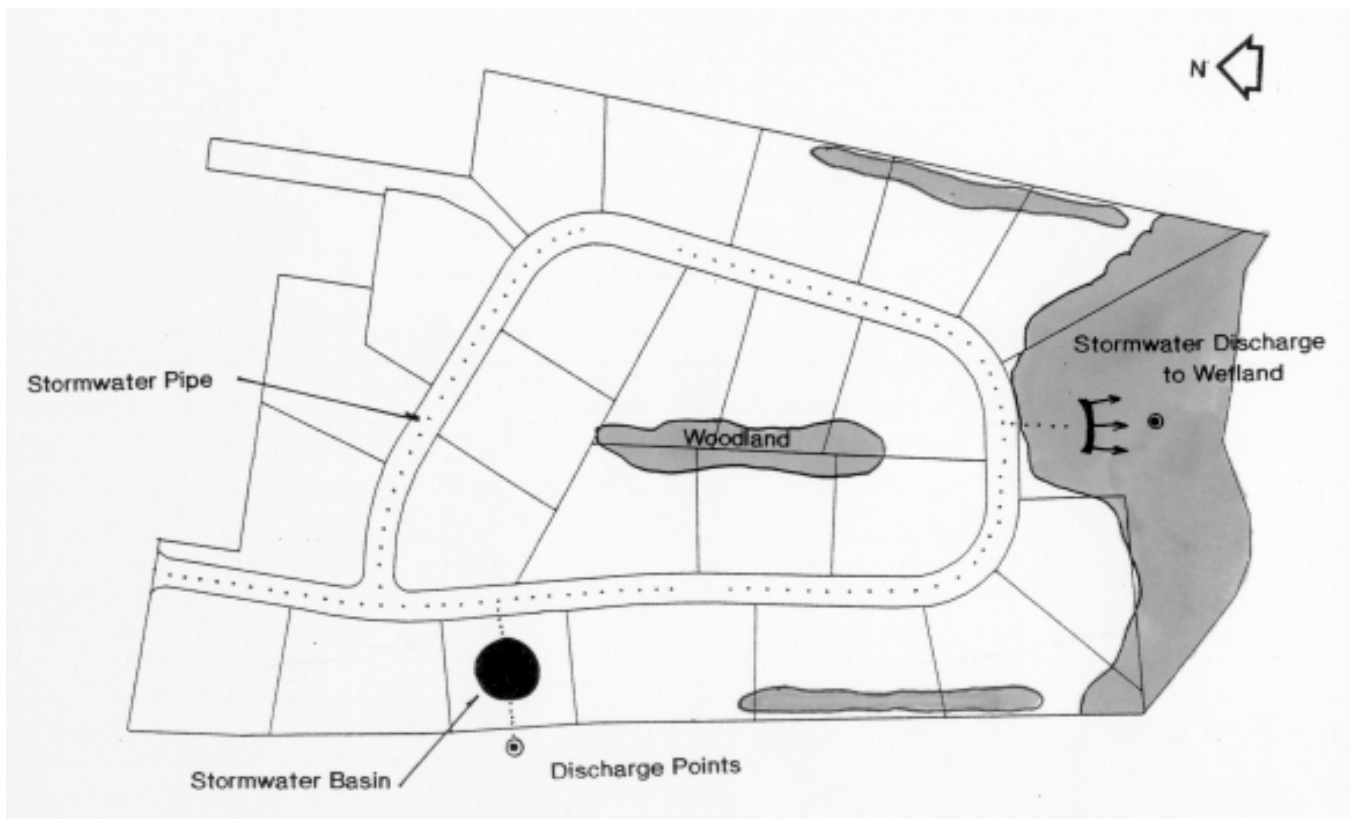 N
Stormwater Pipe
Woodland
Stormwater Discharge
to Wetland
Stormwater Basin
Discharge Points